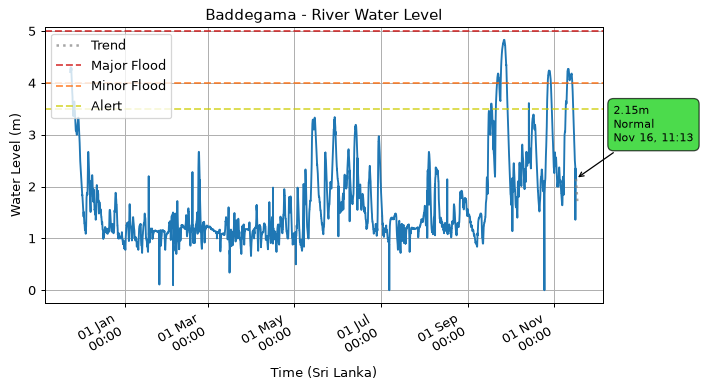 Baddegama - River Water Level
Trend
Major Flood
Minor Flood
Alert
2.15m
Normal
Nov 16, 11:13
Water Level (m)
5
4
3
2
1
0
01 Jan
00:00
01 Mar
00:00
01 May
00:00
01 Jul
00:00
01 Sep
00:00
01 Nov
00:00
Time (Sri Lanka)